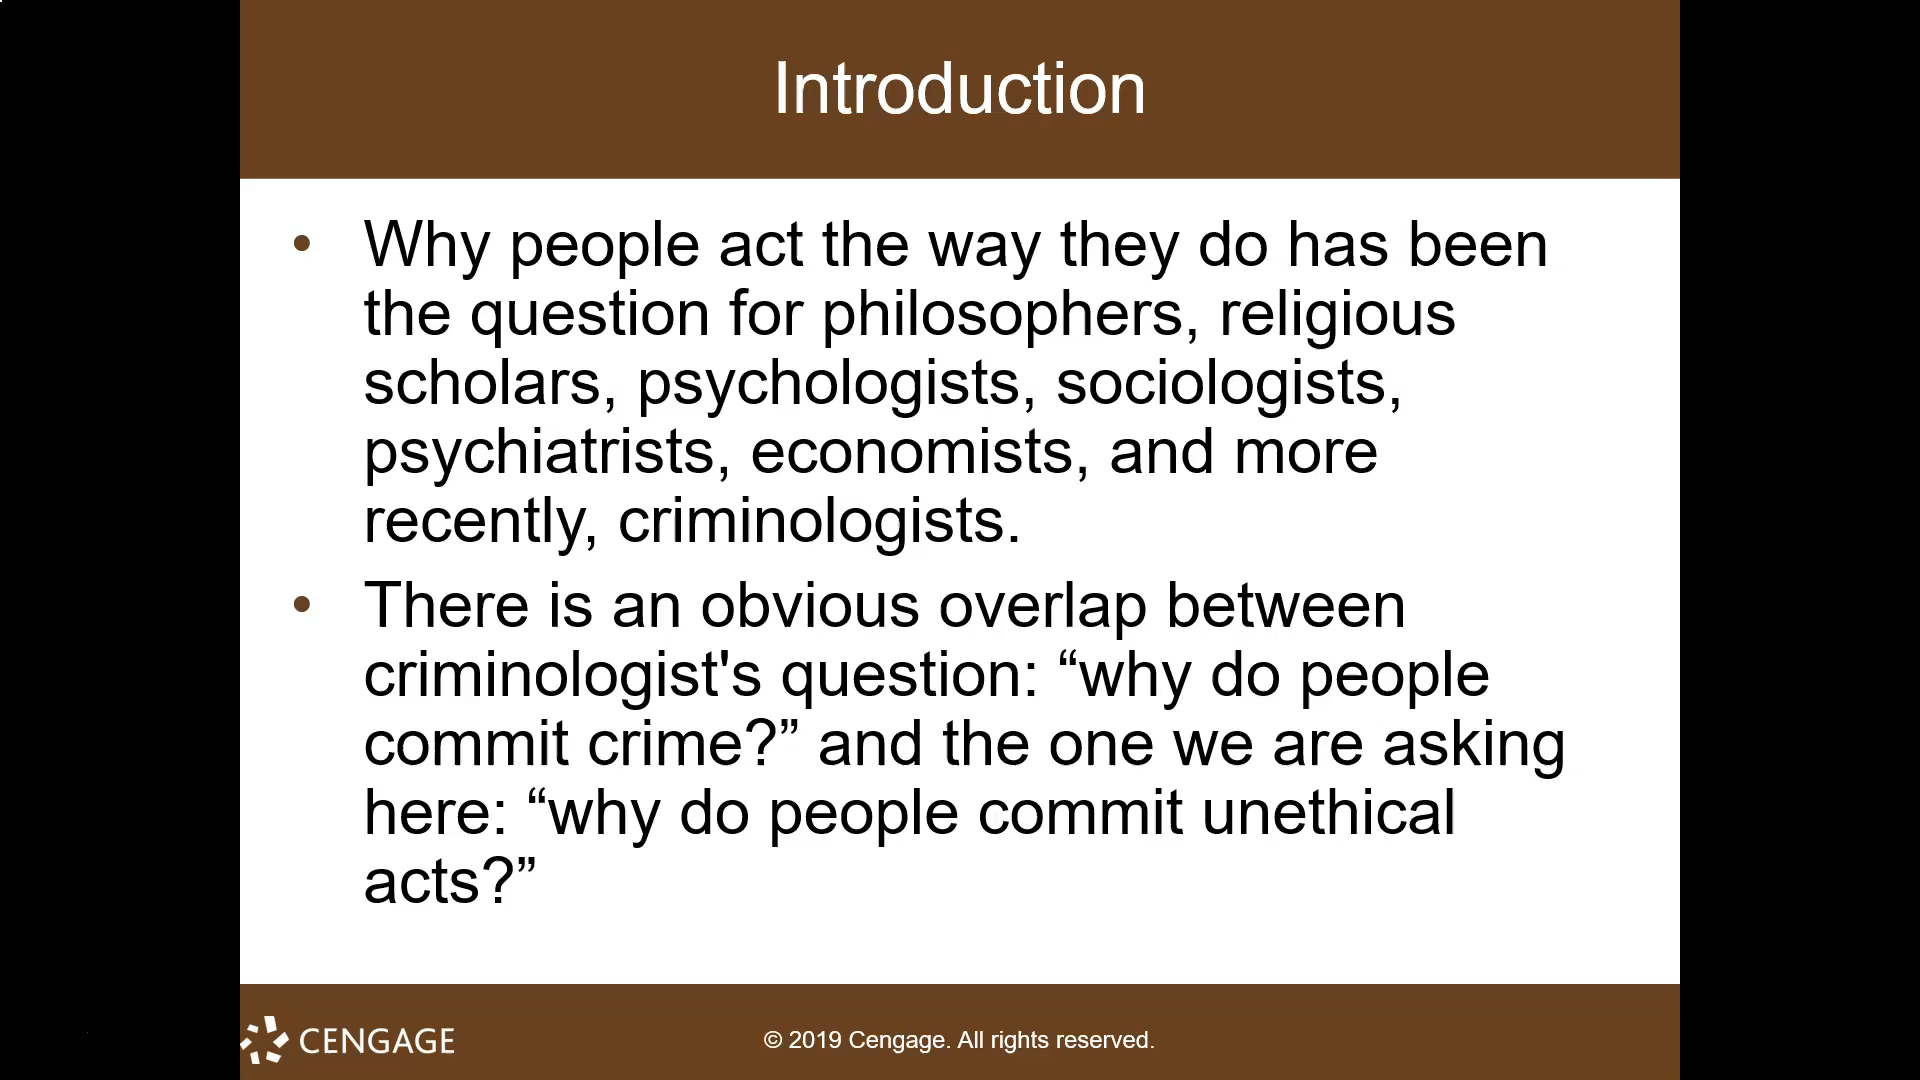 Introduction
• Why people act the way they do has been
the question for philosophers, religious
scholars, psychologists, sociologists,
psychiatrists, economists, and more
recently, criminologists.
• There is an obvious overlap between
criminologist's question: “why do people
commit crime?” and the one we are asking
here: “why do people commit unethical
acts?”
CENGAGE
© 2019 Cengage. All rights reserved.